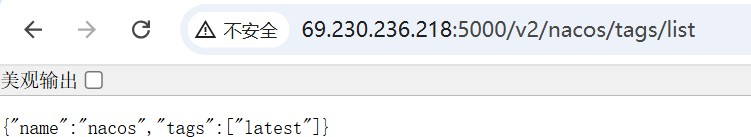 不安全 69.230.236.218:5000/v2/nacos/tags/list
美观输出
{"name":"nacos","tags":["latest"]}